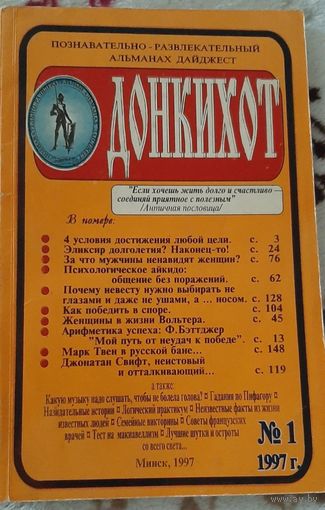 ПОЗНАВАТЕЛЬНО - РАЗВЛЕКАТЕЛЬНЫЙ
АЛЬМАНАХ ДАЙДЖЕСТ
ДОНКИХОТ
"Если хочешь жить долго и счастливо –
соединяй приятное с полезным"
/Античная пословица/
В номере:
4 условия достижения любой цели. с. 3
Эликсир долголетия? Наконец-то! с. 24
За что мужчины ненавидят женщин? с. 76
Психологическое айкидо:
общение без поражений. с. 62
Почему невесту нужно выбирать не
глазами и даже не ушами, а ... носом. с. 128
Как победить в споре. с. 104
Женщины в жизни Вольтера. с. 45
Арифметика успеха: Ф.Бэттджер
"Мой путь от неудач к победе". с. 13
Марк Твен в русской бане... с. 148
Джонатан Свифт, неистовый
и отталкивающий... с. 119
а также
Какую музыку надо слушать, чтобы не болела голова? Гадания по Пифагору
Назидательные истории Логический практикум Неизвестные факты из жизни
известных людей Семейные викторины Советы французских
врачей Тест на макиавеллизм Лучшие шутки и остроты
со всего света...
Минск, 1997
№ 1
1997 г.
ay.by